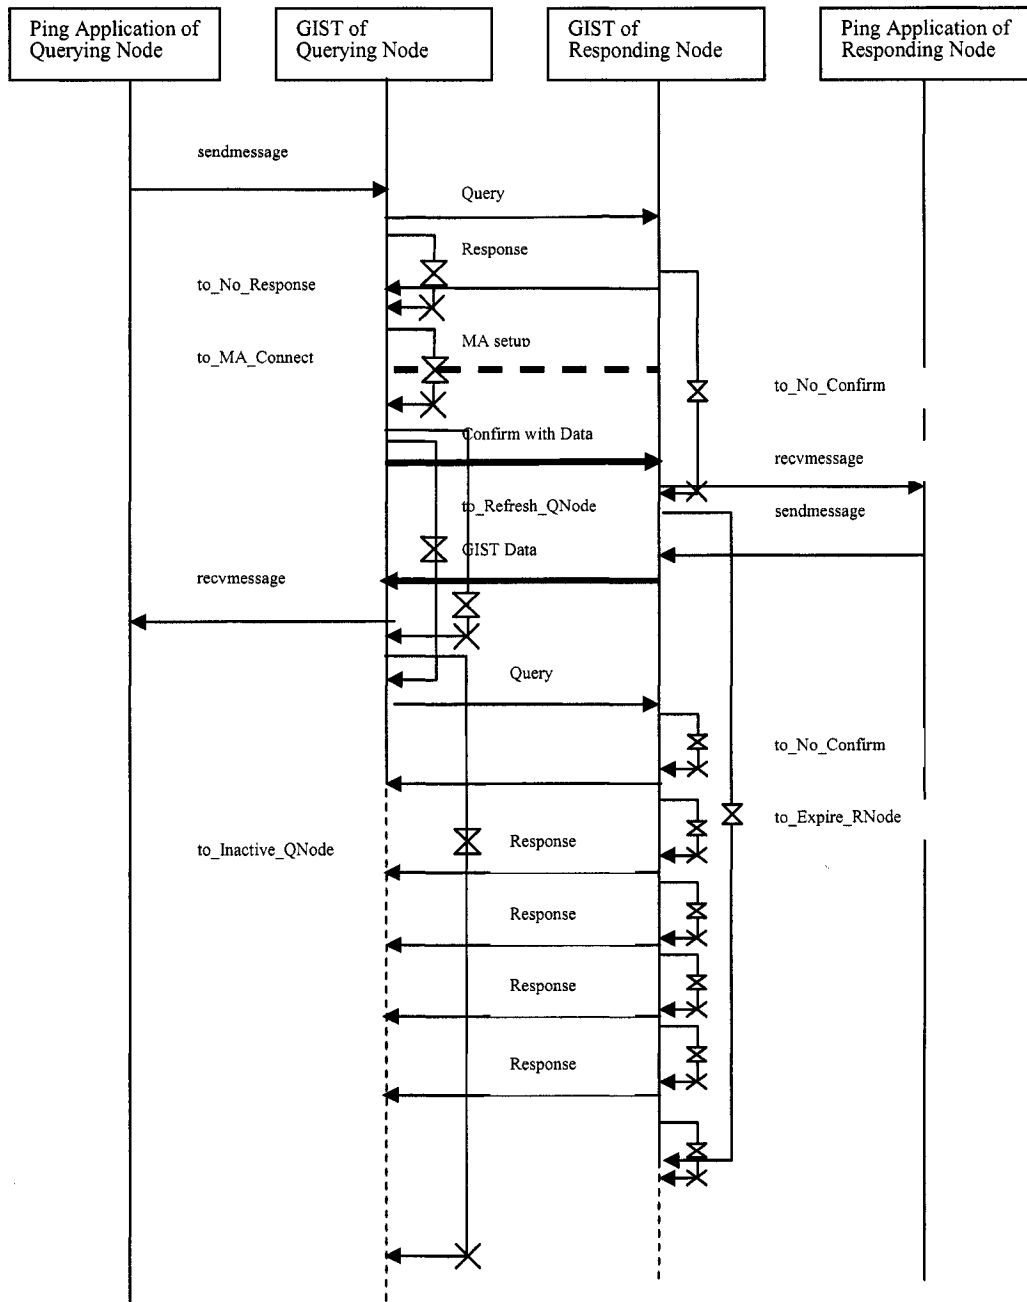 Ping Application of
Querying Node
GIST of
Querying Node
GIST of
Responding Node
Ping Application of
Responding Node
sendmessage
Query
Response
to_No_Response
MA setup
to_MA_Connect
to_No_Confirm
Confirm with Data
recvmessage
to_Refresh_QNode
sendmessage
GIST Data
recvmessage
Query
to_No_Confirm
to_Expire_RNode
Response
to_Inactive_QNode
Response
Response
Response